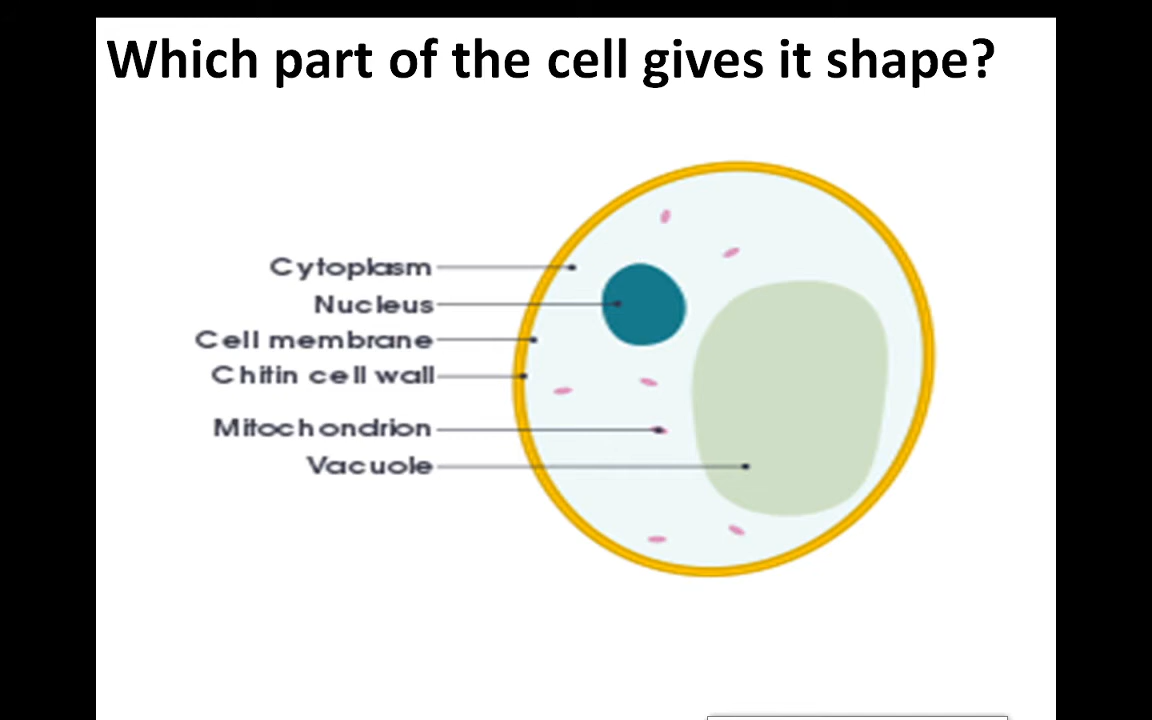 Which part of the cell gives it shape?
Cytoplasm
Nucleus
Cell membrane
Chitin cell wall
Mitochondrion
Vacuole